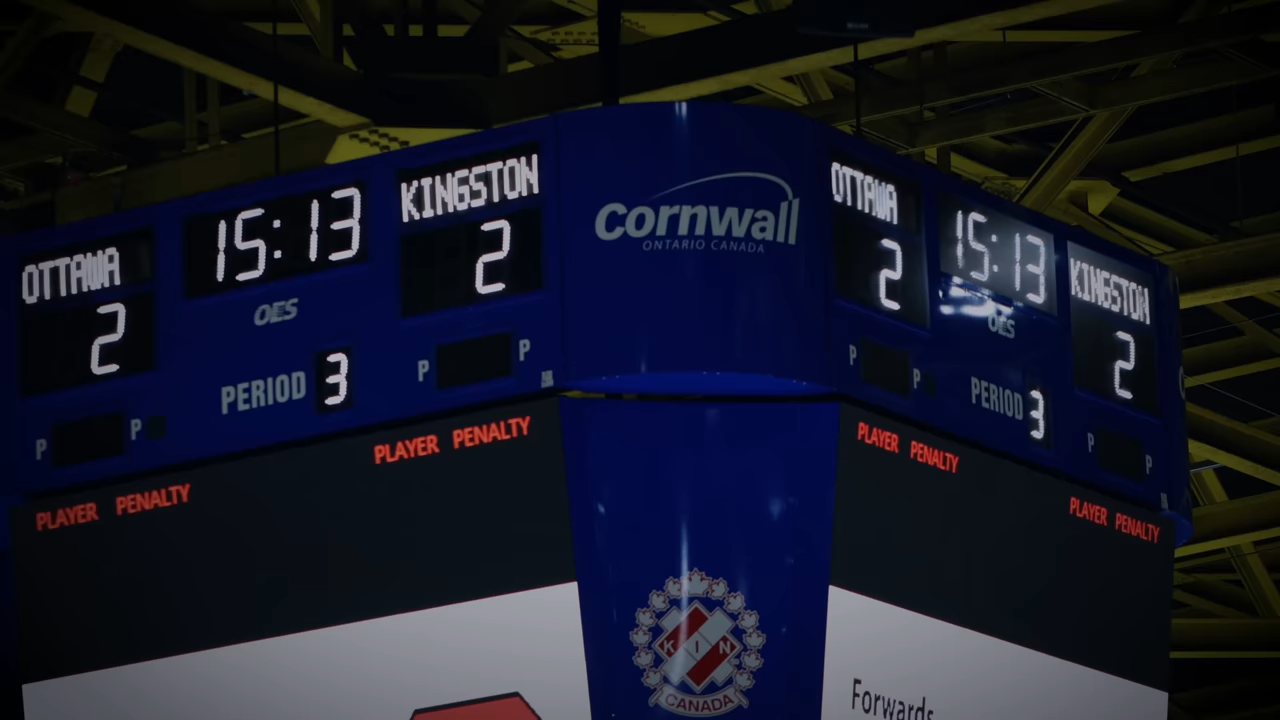 OTTAWA
15:13
KINGSTON
2
2
OES
PERIOD 3
P P
P P
PLAYER PENALTY
PLAYER PENALTY
Cornwall
ONTARIO CANADA
OTTAWA
15:13
KINGSTON
2
2
OES
PERIOD 3
P P
P P
PLAYER PENALTY
PLAYER PENALTY
KIN
CANADA
Forwards